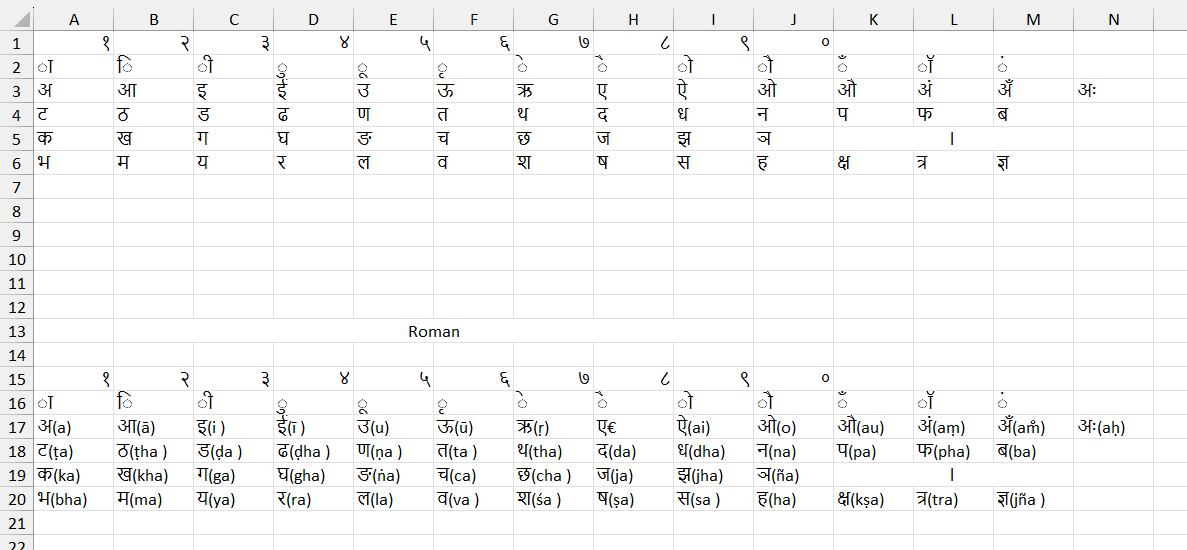 A B C D E F G H I J K L M N
1 १ २ ३ ४ ५ ६ ७ ८ ९ ०
2 ा ि ी ु ू ृ े ै ो ौ ँ ॉ ं
3 अ आ इ ई उ ऊ ऋ ए ऐ ओ औ अं अँ अः
4 ट ठ ड ढ ण त थ द ध न प फ ब
5 क ख ग घ ङ च छ ज झ ञ ।
6 भ म य र ल व श ष स ह क्ष त्र ज्ञ
7
8
9
10
11
12
13 Roman
14
15 १ २ ३ ४ ५ ६ ७ ८ ९ ०
16 ा ि ी ु ू ृ े ै ो ौ ँ ॉ ं
17 अ(a) आ(ā) इ(i ) ई(ī ) उ(u) ऊ(ū) ऋ(ṛ) ए€ ऐ(ai) ओ(o) औ(au) अं(aṃ) अँ(am̐) अः(aḥ)
18 ट(ṭa) ठ(ṭha ) ड(ḍa ) ढ(ḍha ) ण(ṇa ) त(ta ) थ(tha) द(da) ध(dha) न(na) प(pa) फ(pha) ब(ba)
19 क(ka) ख(kha) ग(ga) घ(gha) ङ(ṅa) च(ca) छ(cha ) ज(ja) झ(jha) ञ(ña) ।
20 भ(bha) म(ma) य(ya) र(ra) ल(la) व(va ) श(śa ) ष(ṣa) स(sa ) ह(ha) क्ष(kṣa) त्र(tra) ज्ञ(jña )
21
22